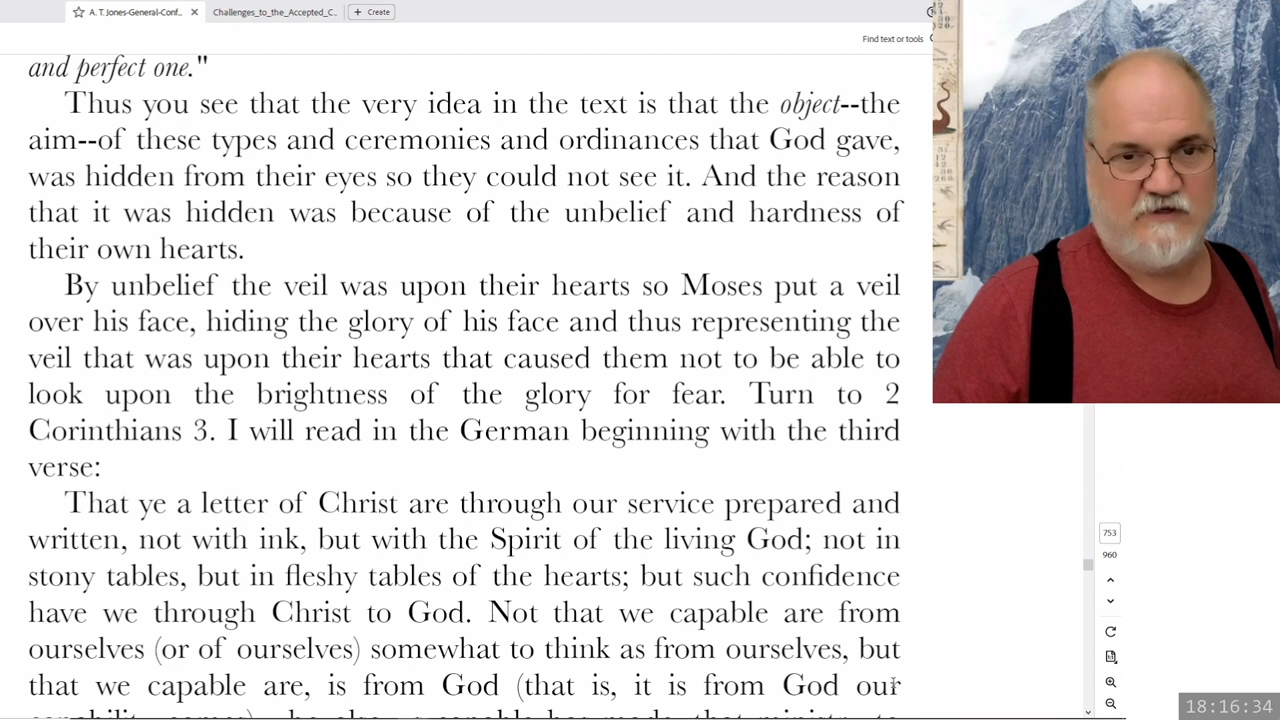 A. T. Jones-General-Conf...
Challenges_to_the_Accepted_C...
+ Create
Find text or tools
and perfect one."
Thus you see that the very idea in the text is that the object--the
aim--of these types and ceremonies and ordinances that God gave,
was hidden from their eyes so they could not see it. And the reason
that it was hidden was because of the unbelief and hardness of
their own hearts.
By unbelief the veil was upon their hearts so Moses put a veil
over his face, hiding the glory of his face and thus representing the
veil that was upon their hearts that caused them not to be able to
look upon the brightness of the glory for fear. Turn to 2
Corinthians 3. I will read in the German beginning with the third
verse:
That ye a letter of Christ are through our service prepared and
written, not with ink, but with the Spirit of the living God; not in
stony tables, but in fleshy tables of the hearts; but such confidence
have we through Christ to God. Not that we capable are from
ourselves (or of ourselves) somewhat to think as from ourselves, but
that we capable are, is from God (that is, it is from God our
753
960
18:16:34